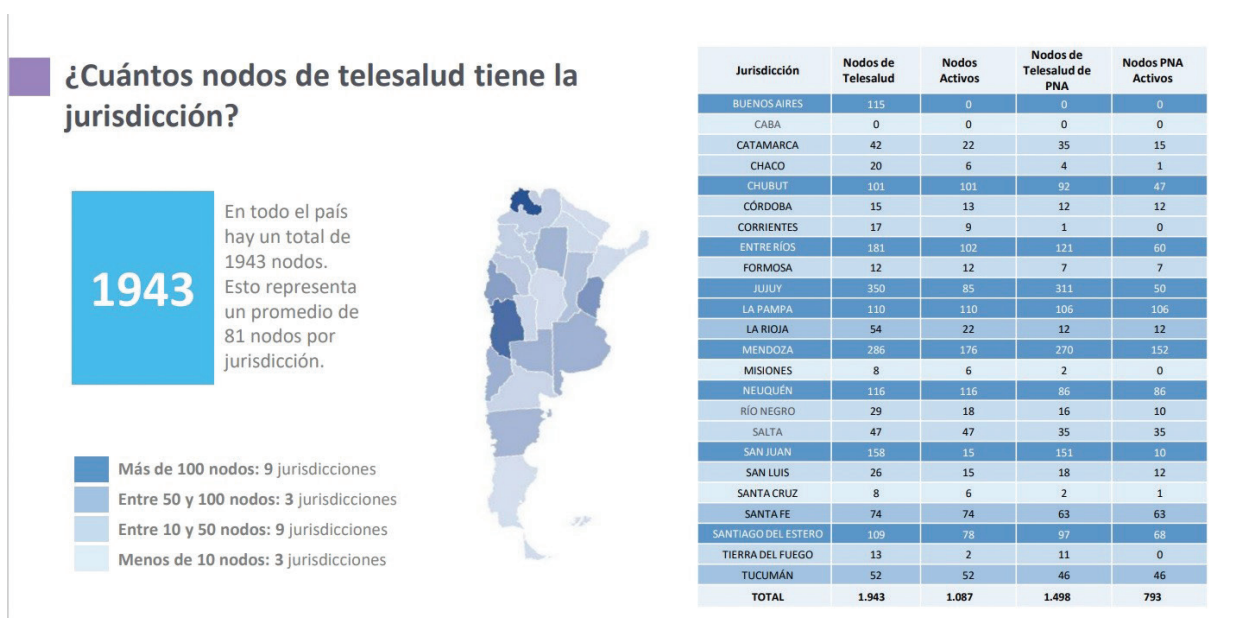 ¿Cuántos nodos de telesalud tiene la
jurisdicción?
1943
En todo el país
hay un total de
1943 nodos.
Esto representa
un promedio de
81 nodos por
jurisdicción.
Más de 100 nodos: 9 jurisdicciones
Entre 50 y 100 nodos: 3 jurisdicciones
Entre 10 y 50 nodos: 9 jurisdicciones
Menos de 10 nodos: 3 jurisdicciones
Jurisdicción Nodos de Telesalud Nodos Activos Nodos de Telesalud de PNA Nodos PNA Activos
BUENOS AIRES 115 0 0 0
CABA 0 0 0 0
CATAMARCA 42 22 35 15
CHACO 20 6 4 1
CHUBUT 101 101 92 47
CÓRDOBA 15 13 12 12
CORRIENTES 17 9 1 0
ENTRE RÍOS 181 102 121 60
FORMOSA 12 12 7 7
JUJUY 350 85 311 50
LA PAMPA 110 110 106 106
LA RIOJA 54 22 12 12
MENDOZA 286 176 270 152
MISIONES 8 6 2 0
NEUQUÉN 116 116 86 86
RÍO NEGRO 29 18 16 10
SALTA 47 47 35 35
SAN JUAN 158 15 151 10
SAN LUIS 26 15 18 12
SANTA CRUZ 8 6 2 1
SANTA FE 74 74 63 63
SANTIAGO DEL ESTERO 109 78 97 68
TIERRA DEL FUEGO 13 2 11 0
TUCUMÁN 52 52 46 46
TOTAL 1.943 1.087 1.498 793